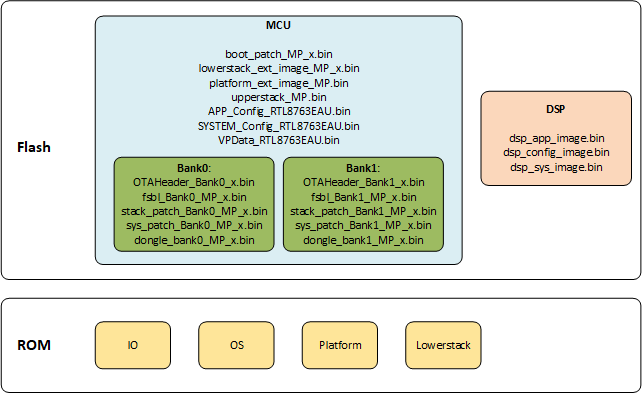 MCU
boot_patch_MP_x.bin
lowerstack_ext_image_MP_x.bin
platform_ext_image_MP.bin
upperstack_MP.bin
APP_Config_RTL8763EAU.bin
SYSTEM_Config_RTL8763EAU.bin
VPData_RTL8763EAU.bin
Flash
Bank0:
OTAHeader_Bank0_x.bin
fsbl_Bank0_MP_x.bin
stack_patch_Bank0_MP_x.bin
sys_patch_Bank0_MP_x.bin
dongle_bank0_MP_x.bin
Bank1:
OTAHeader_Bank1_x.bin
fsbl_Bank1_MP_x.bin
stack_patch_Bank1_MP_x.bin
sys_patch_Bank1_MP_x.bin
dongle_bank1_MP_x.bin
DSP
dsp_app_image.bin
dsp_config_image.bin
dsp_sys_image.bin
ROM
IO
OS
Platform
Lowerstack